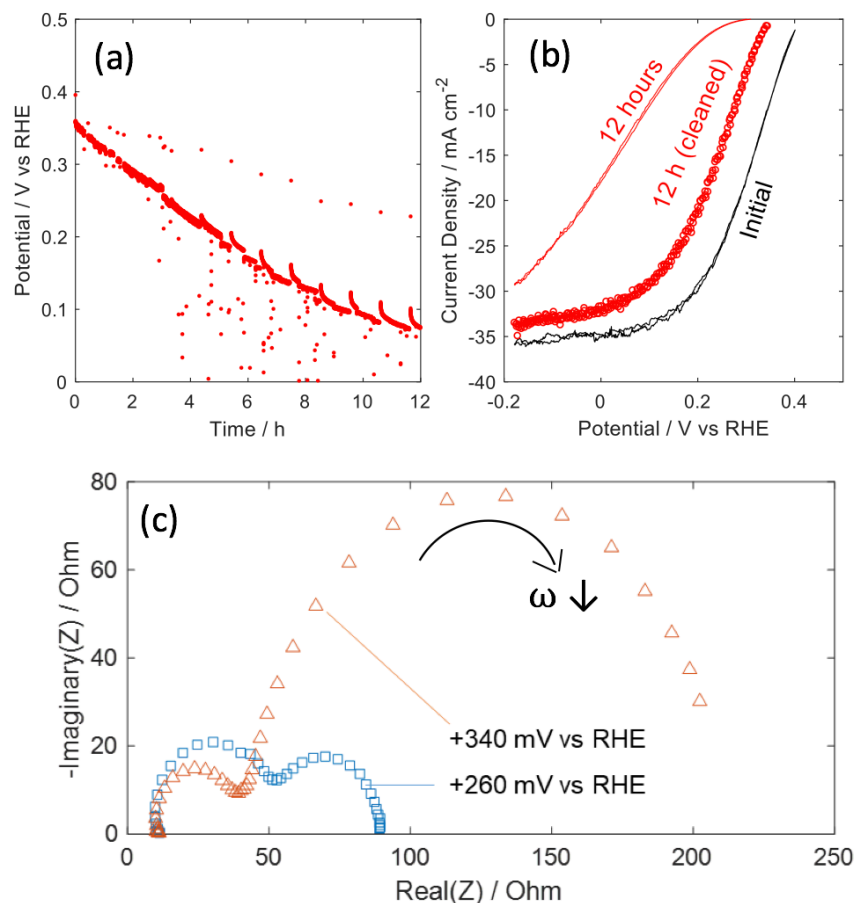 (a)
0.5
0.4
0.3
0.2
0.1
0
0 2 4 6 8 10 12
Potential / V vs RHE
Time / h
(b)
0
-5
-10
-15
-20
-25
-30
-35
-40
-0.2 0 0.2 0.4
Current Density / mA cm-2
Potential / V vs RHE
12 hours
12 h (cleaned)
Initial
(c)
80
60
40
20
0
0 50 100 150 200 250
-Imaginary(Z) / Ohm
Real(Z) / Ohm
ω ↓
+340 mV vs RHE
+260 mV vs RHE